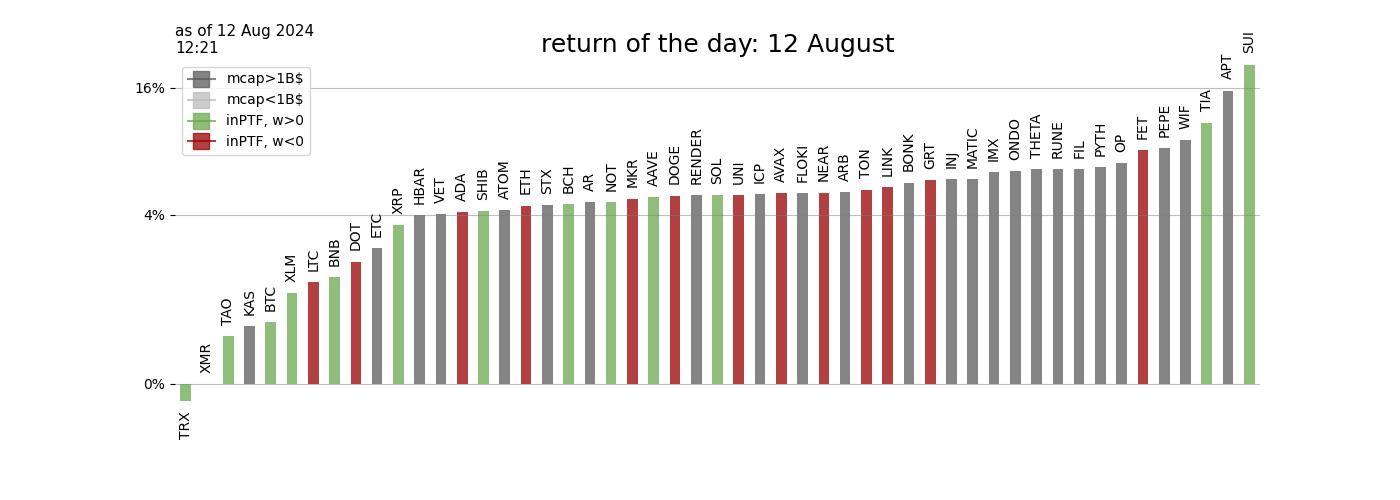 as of 12 Aug 2024
12:21
return of the day: 12 August
mcap>1B$
mcap<1B$
inPTF, w>0
inPTF, w<0
16%
4%
0%
TRX
XMR
TAO
KAS
BTC
XLM
LTC
BNB
DOT
ETC
XRP
HBAR
VET
ADA
SHIB
ATOM
ETH
STX
BCH
AR
NOT
MKR
AAVE
DOGE
RENDER
SOL
UNI
ICP
AVAX
FLOKI
NEAR
ARB
TON
LINK
BONK
GRT
INJ
MATIC
IMX
ONDO
THETA
RUNE
FIL
PYTH
OP
FET
PEPE
WIF
TIA
APT
SUI